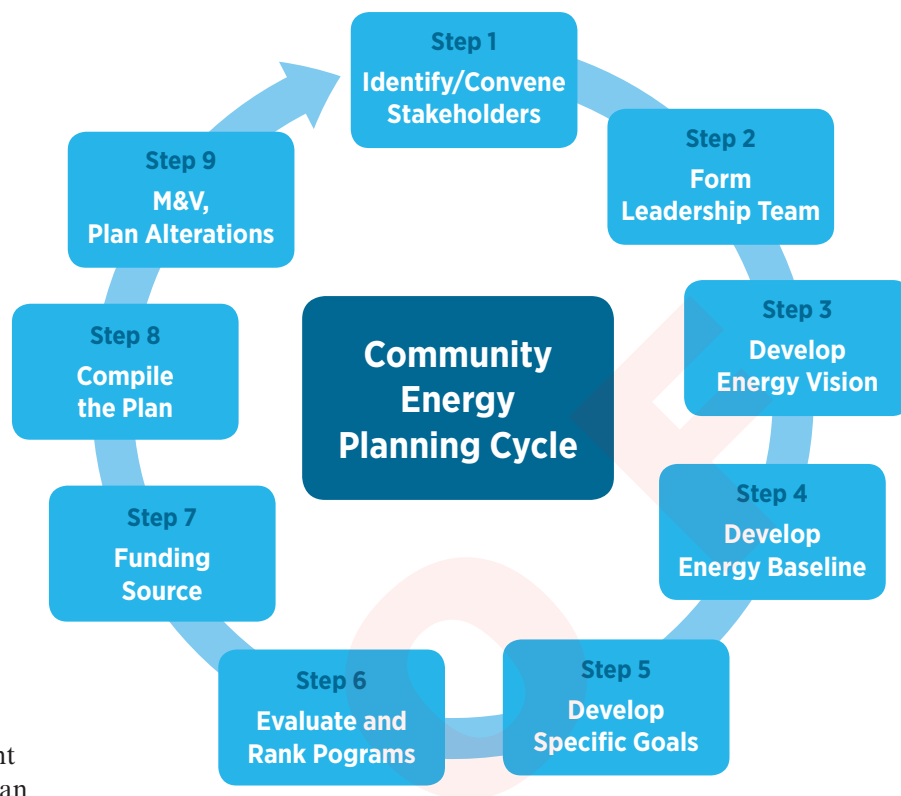 Step 1
Identify/Convene
Stakeholders
Step 2
Form
Leadership Team
Step 3
Develop
Energy Vision
Step 4
Develop
Energy Baseline
Step 5
Develop
Specific Goals
Step 6
Evaluate and
Rank Pograms
Step 7
Funding
Source
Step 8
Compile
the Plan
Step 9
M&V,
Plan Alterations
Community
Energy
Planning Cycle